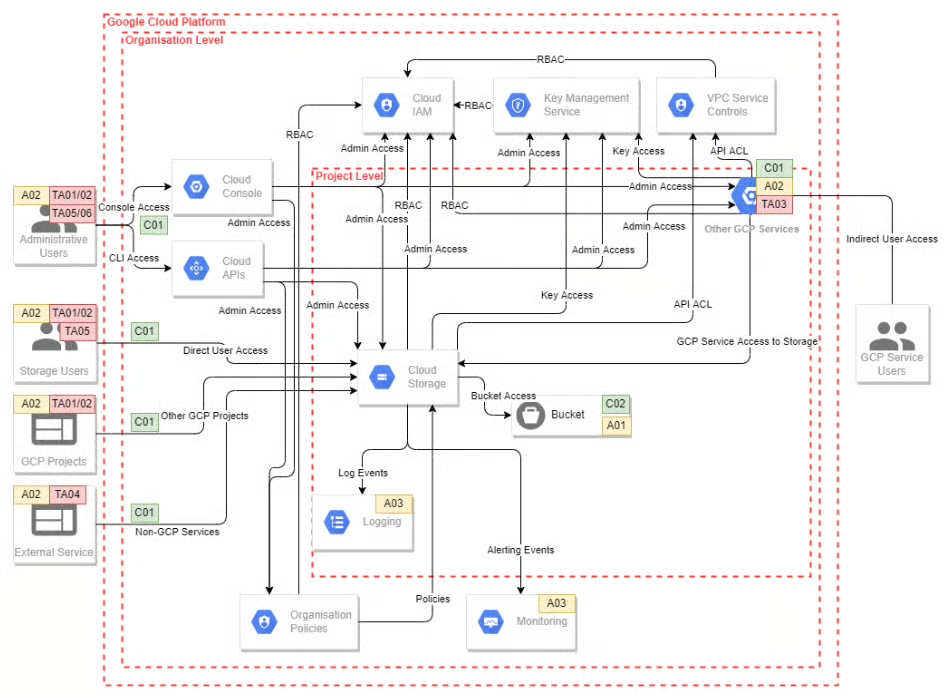 Google Cloud Platform
Organisation Level
RBAC
Cloud
IAM
RBAC
Key Management
Service
VPC Service
Controls
RBAC
Admin Access
Admin Access
Key Access
API ACL
Project Level
C01
A02
TA03
Other GCP Services
Admin Access
A02
TA01/02
TA05/06
Administrative
Users
Console Access
C01
CLI Access
Cloud
Console
Admin Access
Admin Access
RBAC
RBAC
Admin Access
Indirect User Access
Cloud
APIs
Admin Access
Admin Access
Admin Access
Admin Access
Key Access
API ACL
A02
TA01/02
TA05
Storage Users
C01
Direct User Access
GCP Service Access to Storage
GCP Service
Users
Cloud
Storage
Bucket Access
Bucket
C02
A01
A02
TA01/02
GCP Projects
C01
Other GCP Projects
Log Events
A02
TA04
External Service
C01
Non-GCP Services
A03
Logging
Alerting Events
Policies
Organisation
Policies
A03
Monitoring